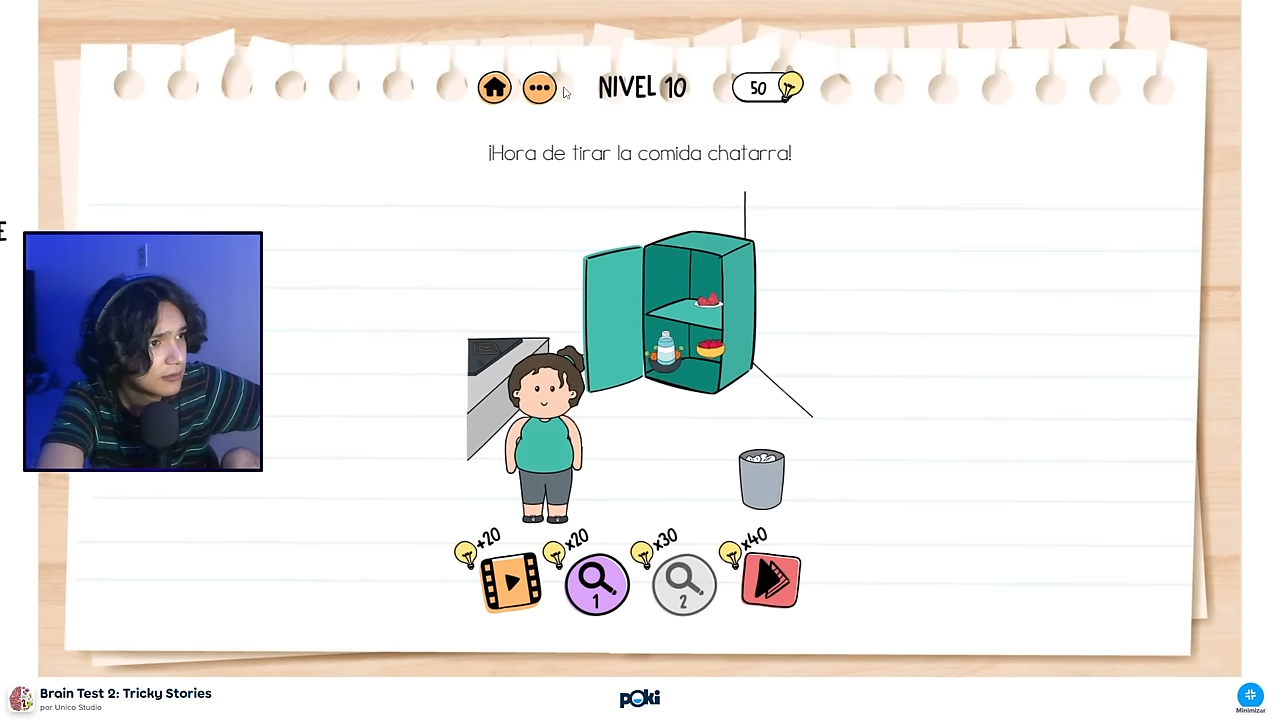 NIVEL 10
50
¡Hora de tirar la comida chatarra!
E
+20
x20
x30
x40
1
2
Brain Test 2: Tricky Stories
por Unico Studio
poki
Minimizar